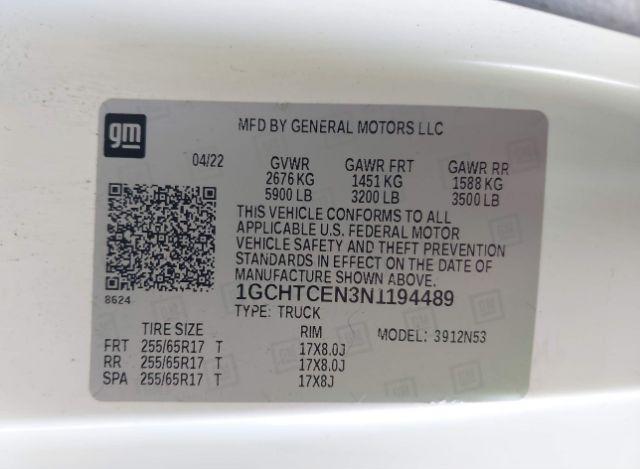 gm
MFD BY GENERAL MOTORS LLC
04/22 GVWR GAWR FRT GAWR RR
2676 KG 1451 KG 1588 KG
5900 LB 3200 LB 3500 LB
THIS VEHICLE CONFORMS TO ALL
APPLICABLE U.S. FEDERAL MOTOR
VEHICLE SAFETY AND THEFT PREVENTION
STANDARDS IN EFFECT ON THE DATE OF
MANUFACTURE SHOWN ABOVE.
8624
1GCHTCEN3N1194489
TYPE: TRUCK
TIRE SIZE RIM MODEL: 3912N53
FRT 255/65R17 T 17X8.0J
RR 255/65R17 T 17X8.0J
SPA 255/65R17 T 17X8J